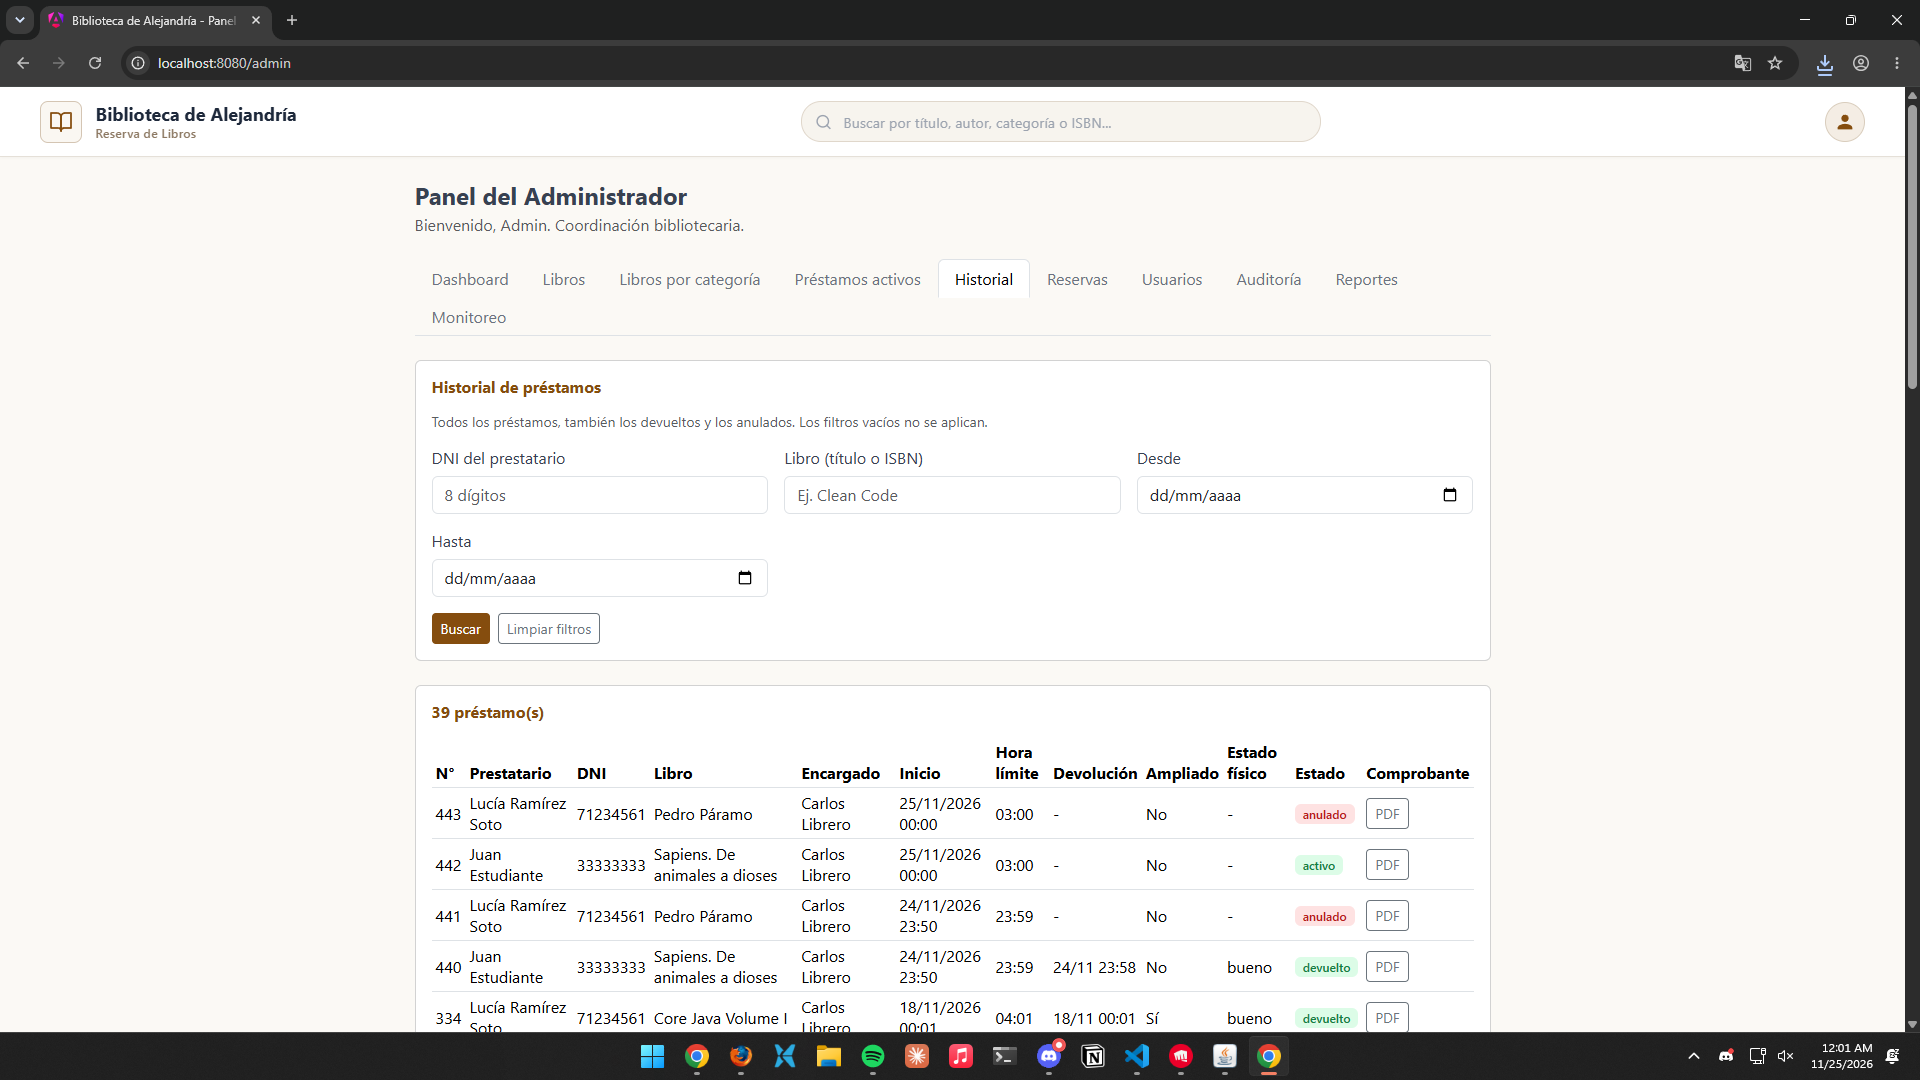 Biblioteca de Alejandría - Panel
localhost:8080/admin
Biblioteca de Alejandría
Reserva de Libros
Buscar por título, autor, categoría o ISBN...
Panel del Administrador
Bienvenido, Admin. Coordinación bibliotecaria.
Dashboard Libros Libros por categoría Préstamos activos Historial Reservas Usuarios Auditoría Reportes
Monitoreo
Historial de préstamos
Todos los préstamos, también los devueltos y los anulados. Los filtros vacíos no se aplican.
DNI del prestatario Libro (título o ISBN) Desde
8 dígitos Ej. Clean Code dd/mm/aaaa
Hasta
dd/mm/aaaa
Buscar Limpiar filtros
39 préstamo(s)
N° Prestatario DNI Libro Encargado Inicio Hora límite Devolución Ampliado Estado físico Estado Comprobante
443 Lucía Ramírez Soto 71234561 Pedro Páramo Carlos Librero 25/11/2026 00:00 03:00 - No - anulado PDF
442 Juan Estudiante 33333333 Sapiens. De animales a dioses Carlos Librero 25/11/2026 00:00 03:00 - No - activo PDF
441 Lucía Ramírez Soto 71234561 Pedro Páramo Carlos Librero 24/11/2026 23:50 23:59 - No - anulado PDF
440 Juan Estudiante 33333333 Sapiens. De animales a dioses Carlos Librero 24/11/2026 23:50 23:59 24/11 23:58 No bueno devuelto PDF
334 Lucía Ramírez Soto 71234561 Core Java Volume I Carlos Librero 18/11/2026 00:01 04:01 18/11 00:01 Sí bueno devuelto PDF
12:01 AM
11/25/2026